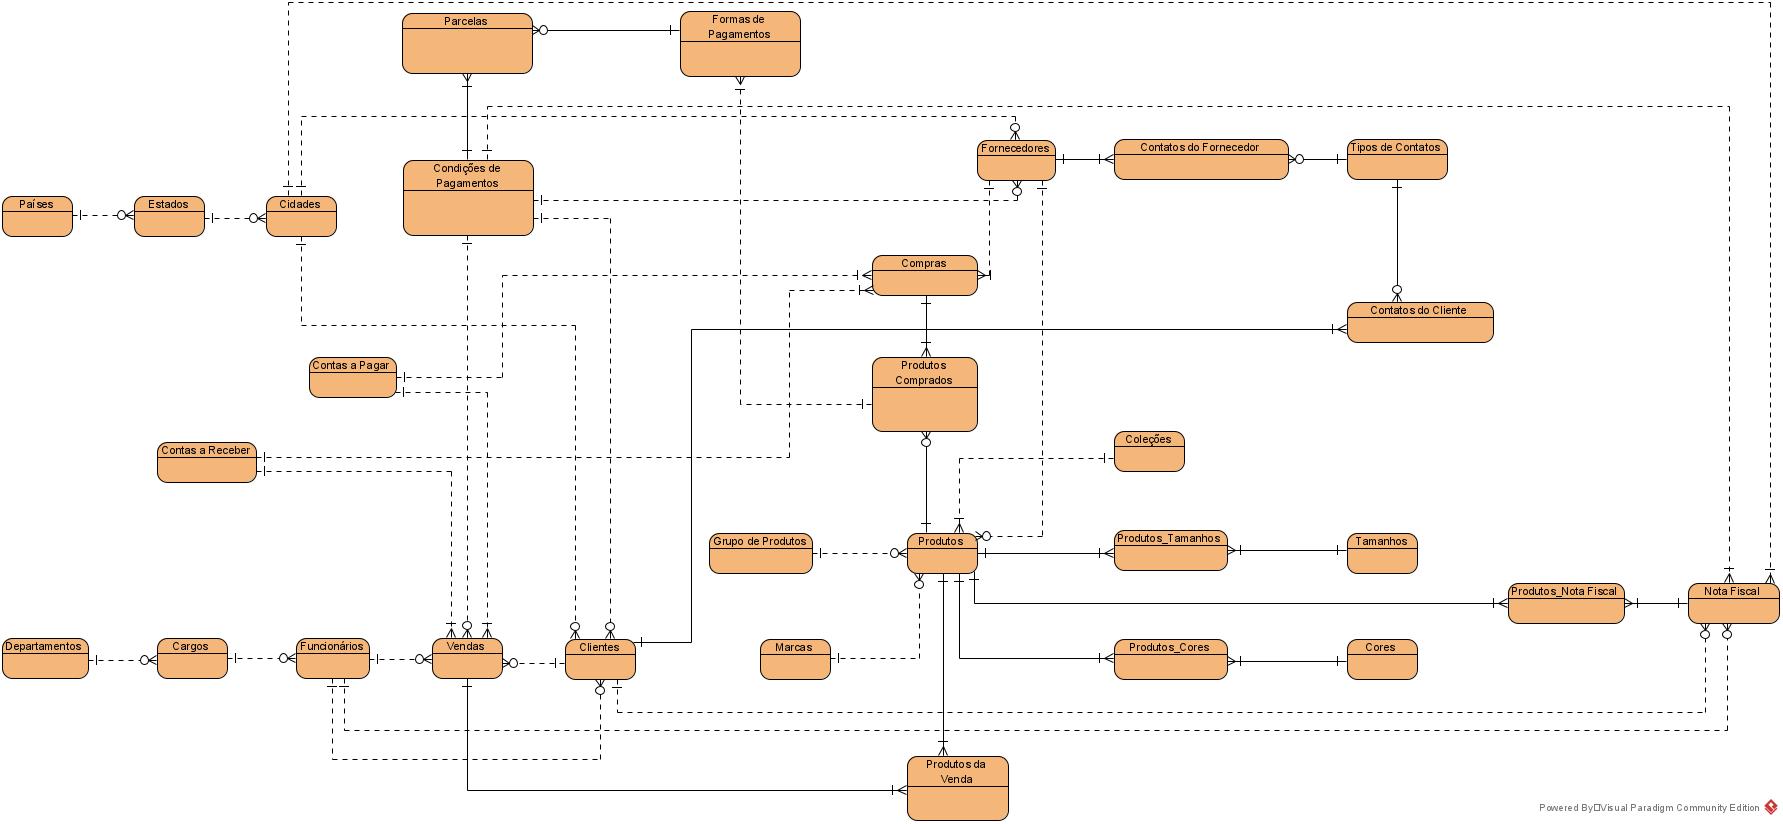 Parcelas
Formas de
Pagamentos
Fornecedores
Contatos do Fornecedor
Tipos de Contatos
Condições de
Pagamentos
Países
Estados
Cidades
Compras
Contatos do Cliente
Contas a Pagar
Produtos
Comprados
Coleções
Contas a Receber
Grupo de Produtos
Produtos
Produtos_Tamanhos
Tamanhos
Produtos_Nota Fiscal
Nota Fiscal
Departamentos
Cargos
Funcionários
Vendas
Clientes
Marcas
Produtos_Cores
Cores
Produtos da
Venda
Powered By Visual Paradigm Community Edition